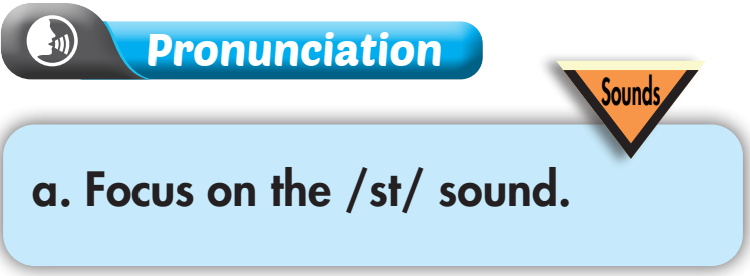 Pronunciation
Sounds
a. Focus on the /st/ sound.